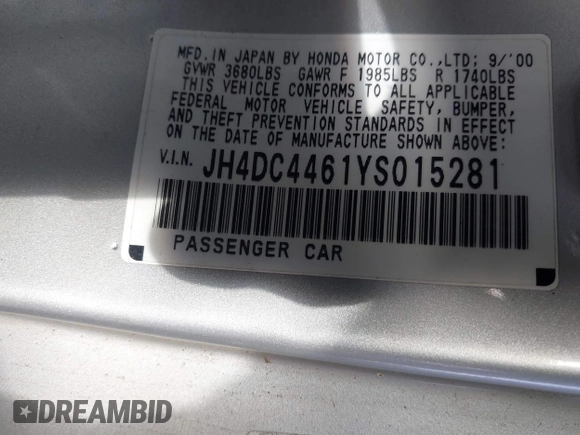 MFD. IN JAPAN BY HONDA MOTOR CO.,LTD; 9/'00
GVWR 3680LBS GAWR F 1985LBS R 1740LBS
THIS VEHICLE CONFORMS TO ALL APPLICABLE
FEDERAL MOTOR VEHICLE SAFETY, BUMPER,
AND THEFT PREVENTION STANDARDS IN EFFECT
ON THE DATE OF MANUFACTURE SHOWN ABOVE:
V.I.N. JH4DC4461YS015281
PASSENGER CAR
DREAMBID